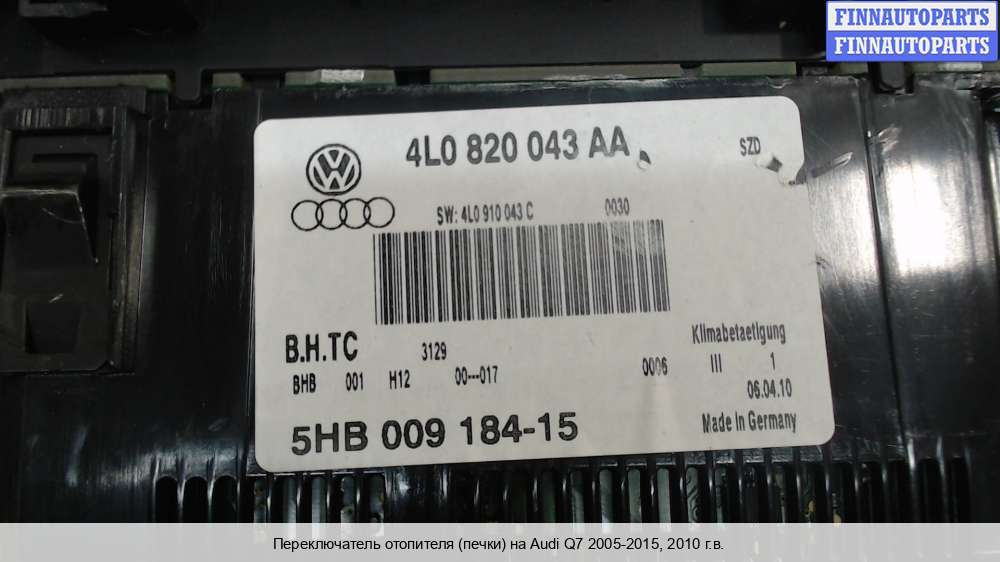 FINNAUTOPARTS
FINNAUTOPARTS
4L0 820 043 AA
SZD
SW: 4L0 910 043 C 0030
B.H.TC 3129
BHB 001 H12 00---017 0006
Klimabetaetigung
III 1
06.04.10
5HB 009 184-15
Made in Germany
Переключатель отопителя (печки) на Audi Q7 2005-2015, 2010 г.в.